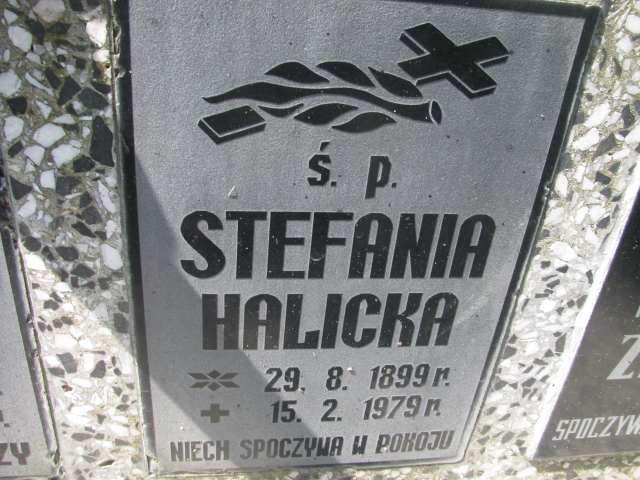 Ś. P.
STEFANIA
HALICKA
29. 8. 1899 r.
+ 15. 2. 1979 r.
NIECH SPOCZYWA W POKOJU